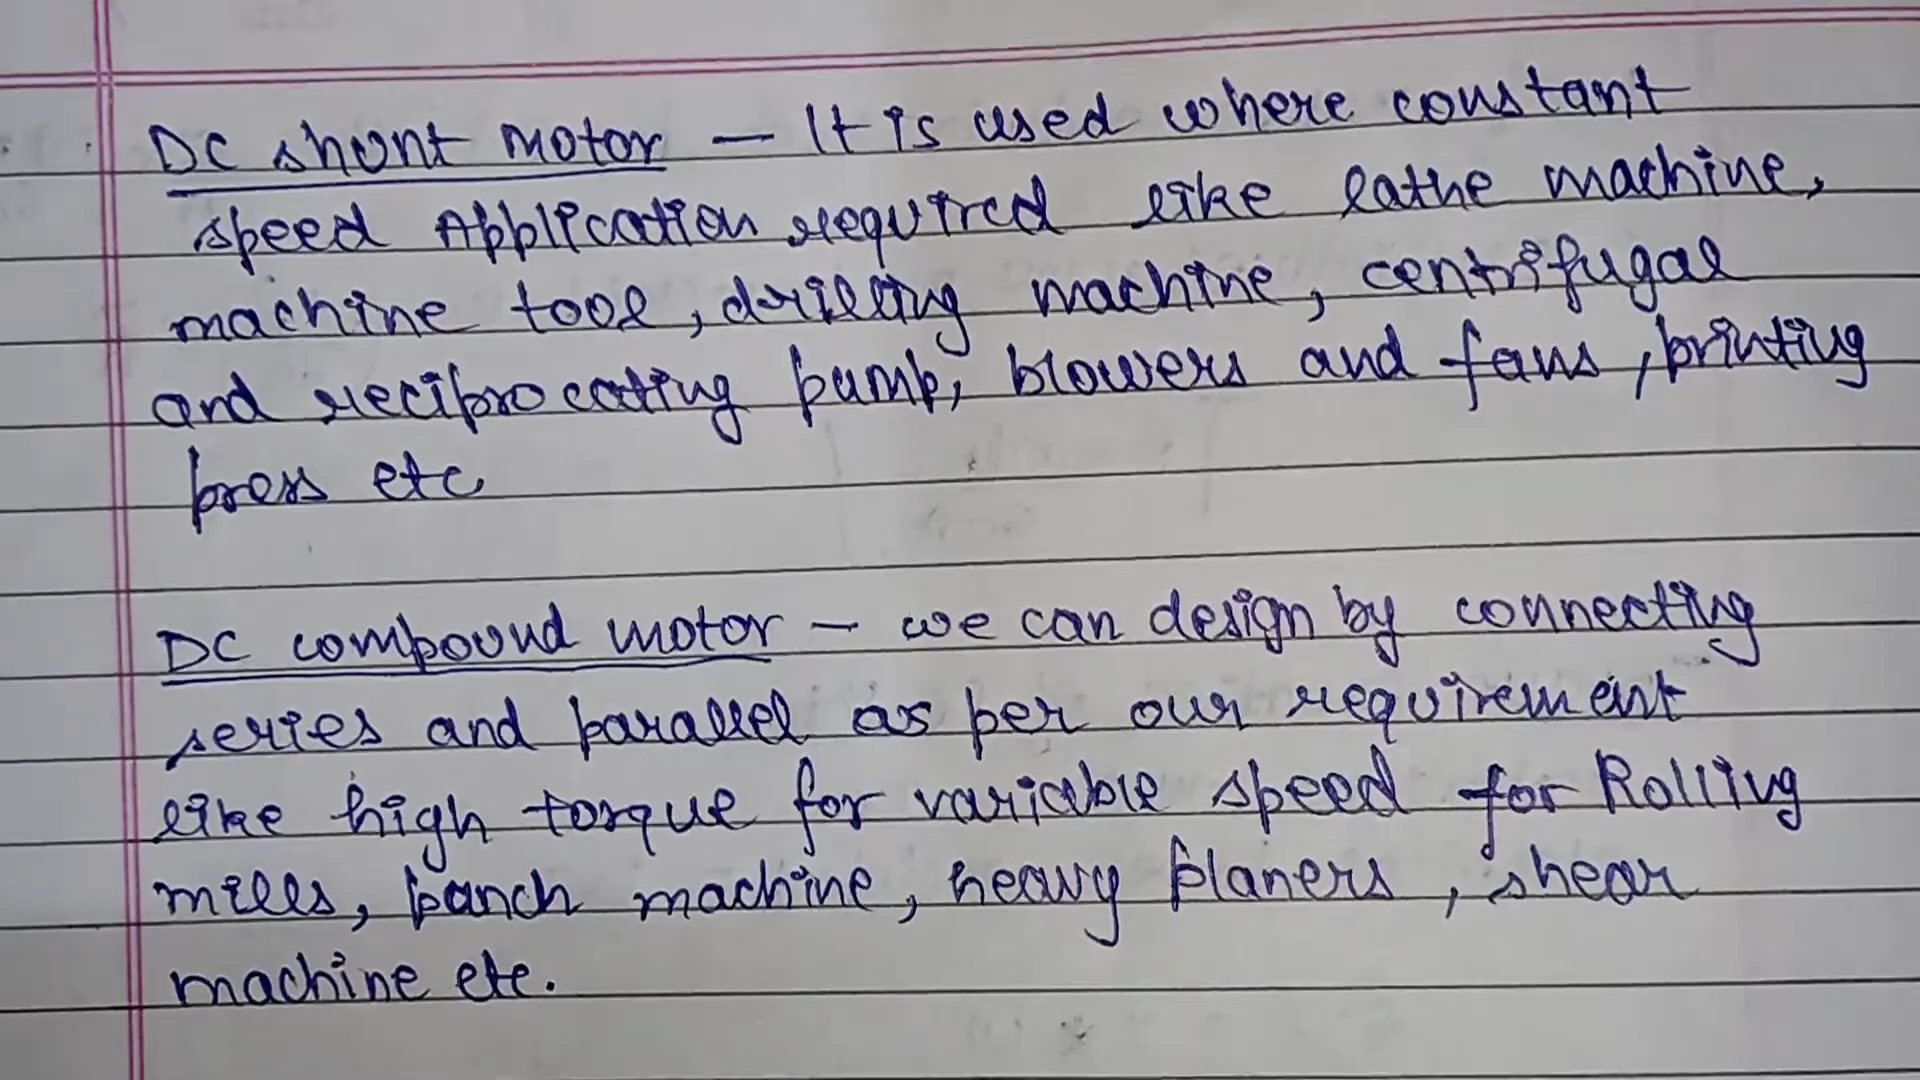 DC shunt motor — It is used where constant
speed Application required like lathe machine,
machine tool, drilling machine, centrifugal
and reciprocating pump, blowers and fans, printing
press etc
DC compound motor - we can design by connecting
series and parallel as per our requirement
like high torque for variable speed for Rolling
mills, panch machine, heavy planers, shear
machine etc.